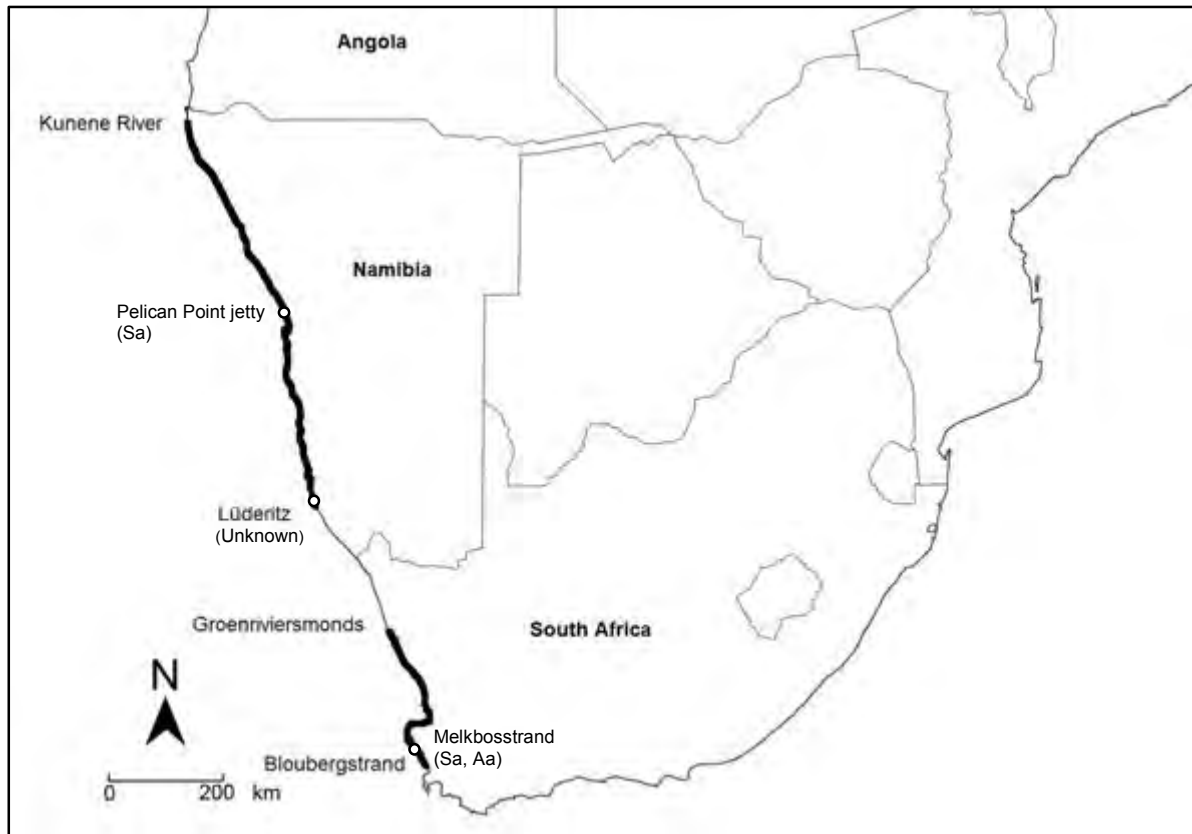 Angola
Kunene River
Namibia
Pelican Point jetty
(Sa)
Lüderitz
(Unknown)
Groenriviersmonds
South Africa
N
Melkbosstrand
(Sa, Aa)
Bloubergstrand
0 200 km